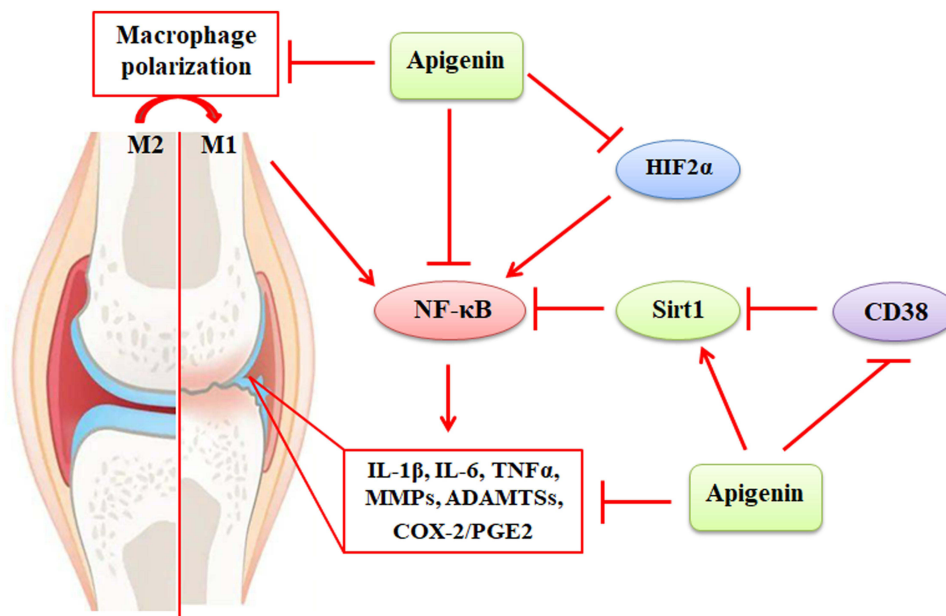 Macrophage
polarization
Apigenin
M2
M1
HIF2α
NF-κB
Sirt1
CD38
IL-1β, IL-6, TNFα,
MMPs, ADAMTSs,
COX-2/PGE2
Apigenin